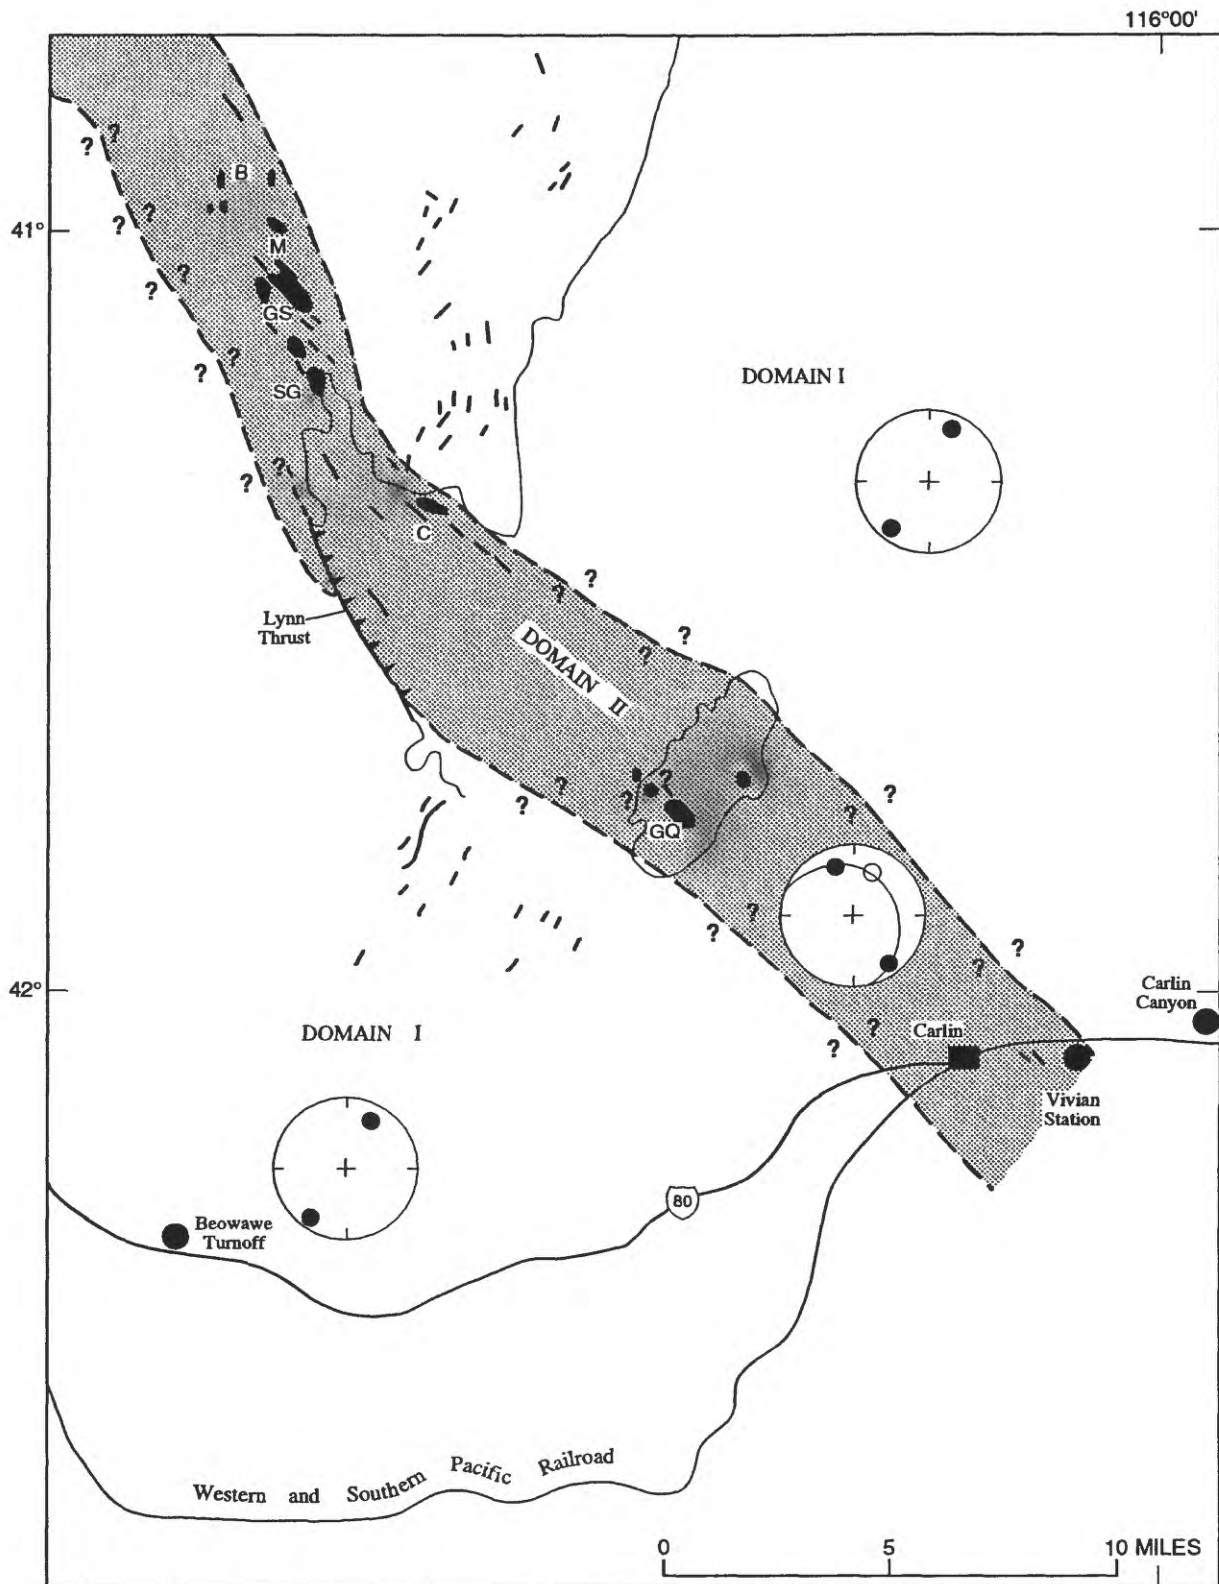 116°00'
?
?
B
?
?
41°
M
?
?
GS
?
?
DOMAIN I
SG
?
?
C
?
?
Lynn
Thrust
?
?
DOMAIN II
?
?
?
?
?
?
?
GQ
?
?
?
?
42°
Carlin
Canyon
?
?
Carlin
DOMAIN I
Vivian
Station
80
Beowawe
Turnoff
Western and Southern Pacific Railroad
0 5 10 MILES